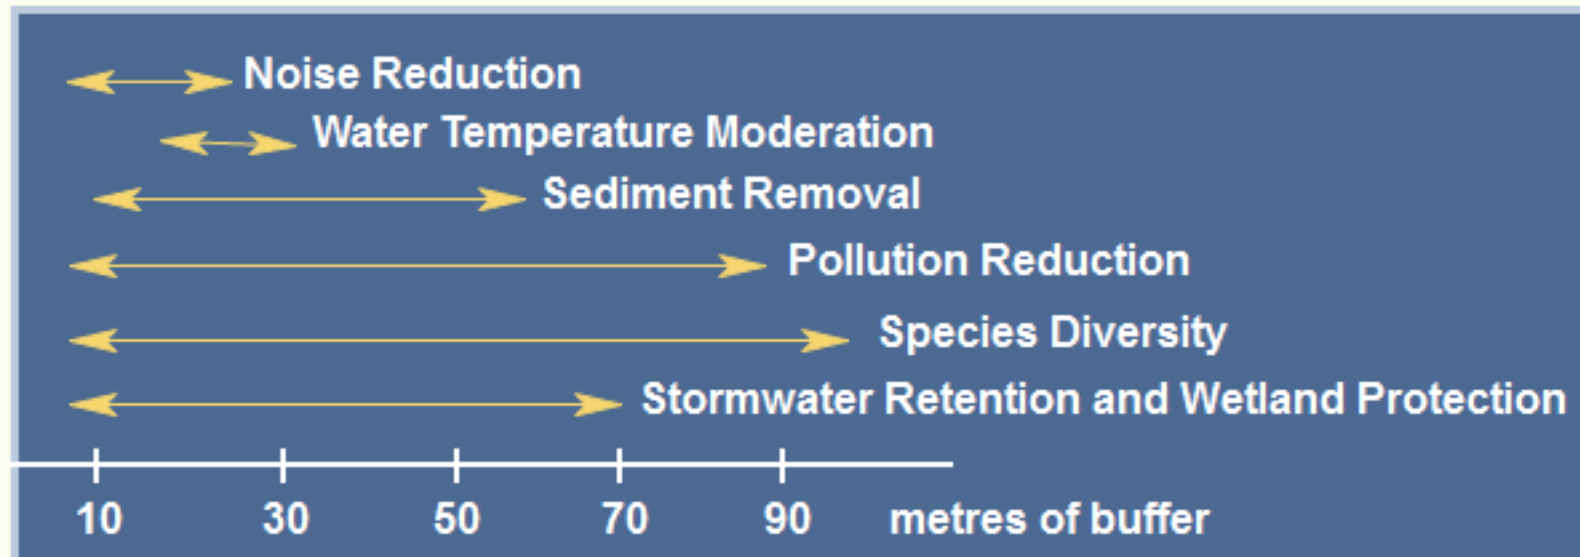 Noise Reduction
Water Temperature Moderation
Sediment Removal
Pollution Reduction
Species Diversity
Stormwater Retention and Wetland Protection
10 30 50 70 90 metres of buffer